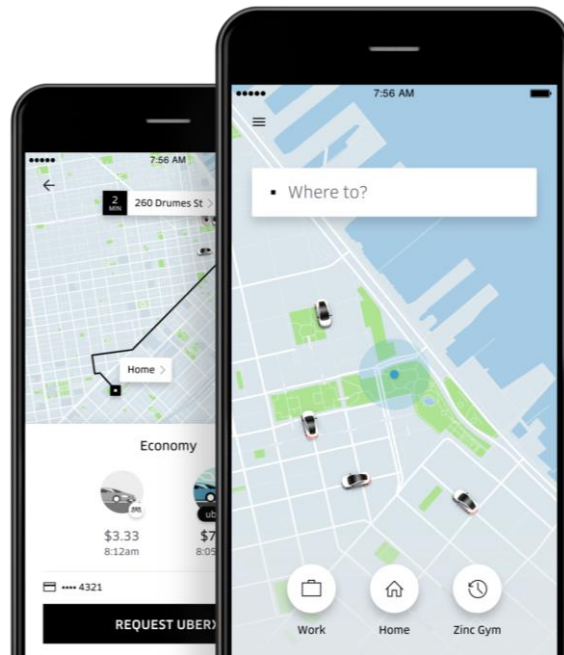 7:56 AM
2
MIN
260 Drumes St
Home
Economy
$3.33
8:12am
$7
8:05
•••• 4321
REQUEST UBERX
7:56 AM
Where to?
Work
Home
Zinc Gym